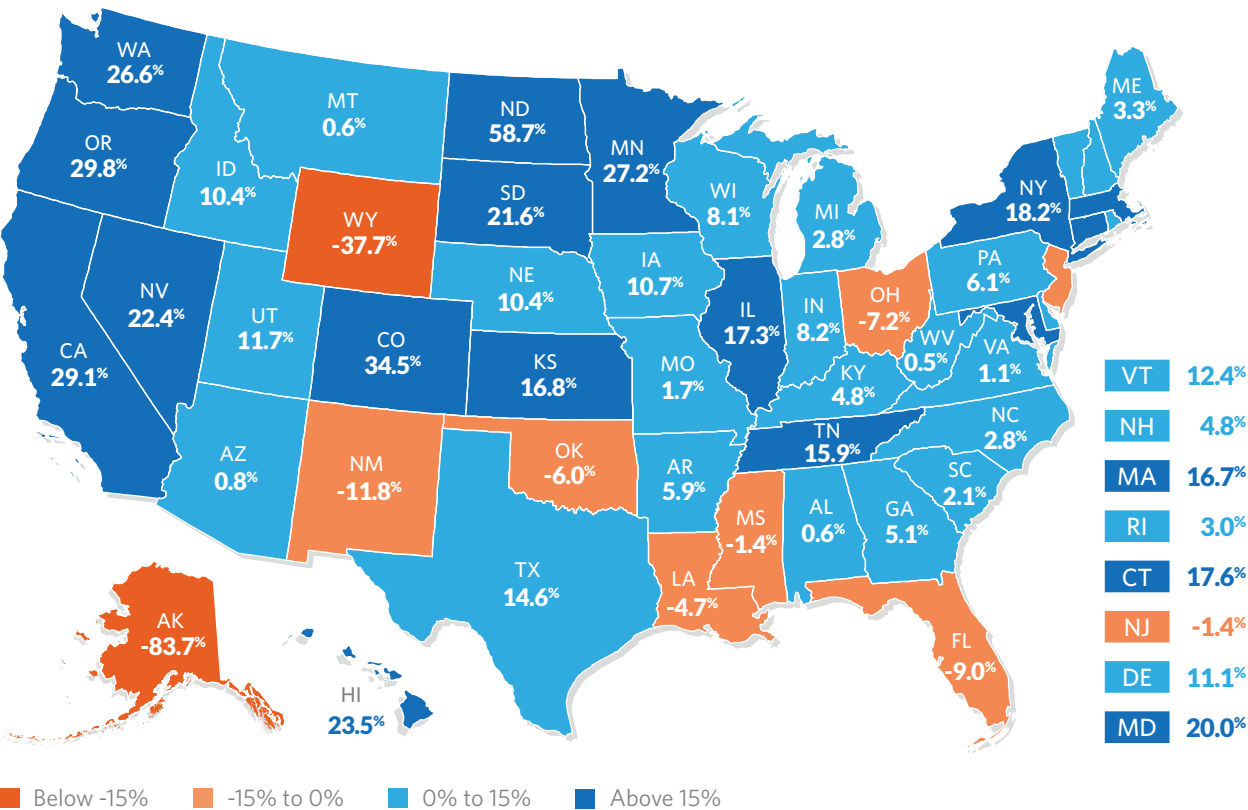 WA
26.6%
OR
29.8%
CA
29.1%
NV
22.4%
ID
10.4%
MT
0.6%
WY
-37.7%
UT
11.7%
AZ
0.8%
CO
34.5%
NM
-11.8%
ND
58.7%
SD
21.6%
NE
10.4%
KS
16.8%
OK
-6.0%
TX
14.6%
MN
27.2%
IA
10.7%
MO
1.7%
AR
5.9%
LA
-4.7%
WI
8.1%
IL
17.3%
MI
2.8%
IN
8.2%
OH
-7.2%
KY
4.8%
TN
15.9%
MS
-1.4%
AL
0.6%
GA
5.1%
FL
-9.0%
SC
2.1%
NC
2.8%
VA
1.1%
WV
0.5%
PA
6.1%
NY
18.2%
ME
3.3%
AK
-83.7%
HI
23.5%
VT 12.4%
NH 4.8%
MA 16.7%
RI 3.0%
CT 17.6%
NJ -1.4%
DE 11.1%
MD 20.0%
Below -15% -15% to 0% 0% to 15% Above 15%